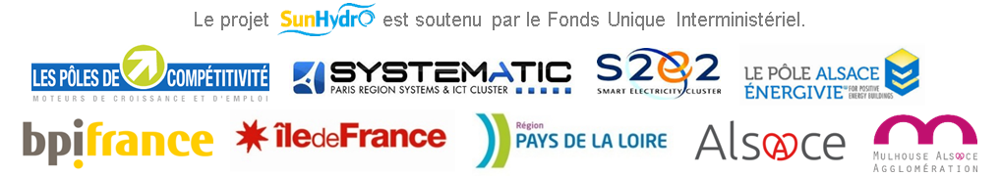 Le projet SunHydrO est soutenu par le Fonds Unique Interministériel.
LES PÔLES DE COMPÉTITIVITÉ
MOTEURS DE CROISSANCE ET D'EMPLOI
SYSTEMATIC
PARIS REGION SYSTEMS & ICT CLUSTER
S2e2
SMART ELECTRICITY CLUSTER
LE PÔLE ALSACE
ÉNERGIVIE
FOR POSITIVE
ENERGY BUILDINGS
bpifrance
îledeFrance
Région
PAYS DE LA LOIRE
Alsace
MULHOUSE ALSACE
AGGLOMÉRATION